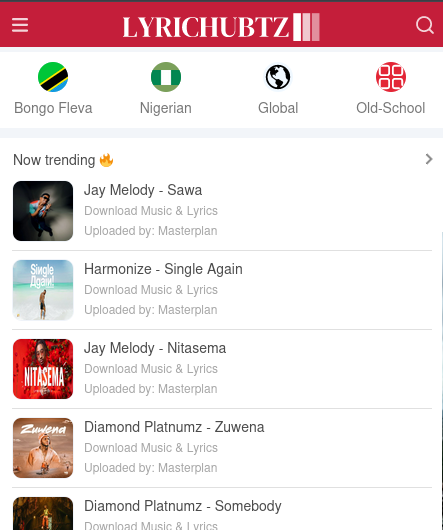 LYRICHUBTZ
Bongo Fleva
Nigerian
Global
Old-School
Now trending 🔥
Jay Melody - Sawa
Download Music & Lyrics
Uploaded by: Masterplan
Single
Again!
Harmonize - Single Again
Download Music & Lyrics
Uploaded by: Masterplan
NITASEMA
Jay Melody - Nitasema
Download Music & Lyrics
Uploaded by: Masterplan
Zuwena
Diamond Platnumz - Zuwena
Download Music & Lyrics
Uploaded by: Masterplan
Diamond Platnumz - Somebody
Download Music & Lyrics